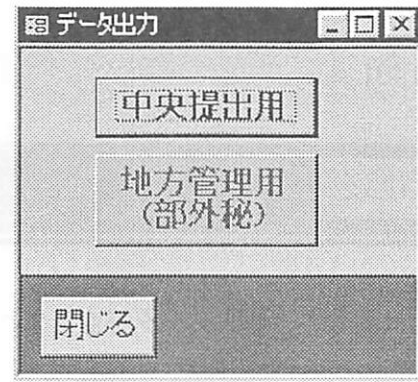 データ出力
中央提出用
地方管理用
(部外秘)
閉じる